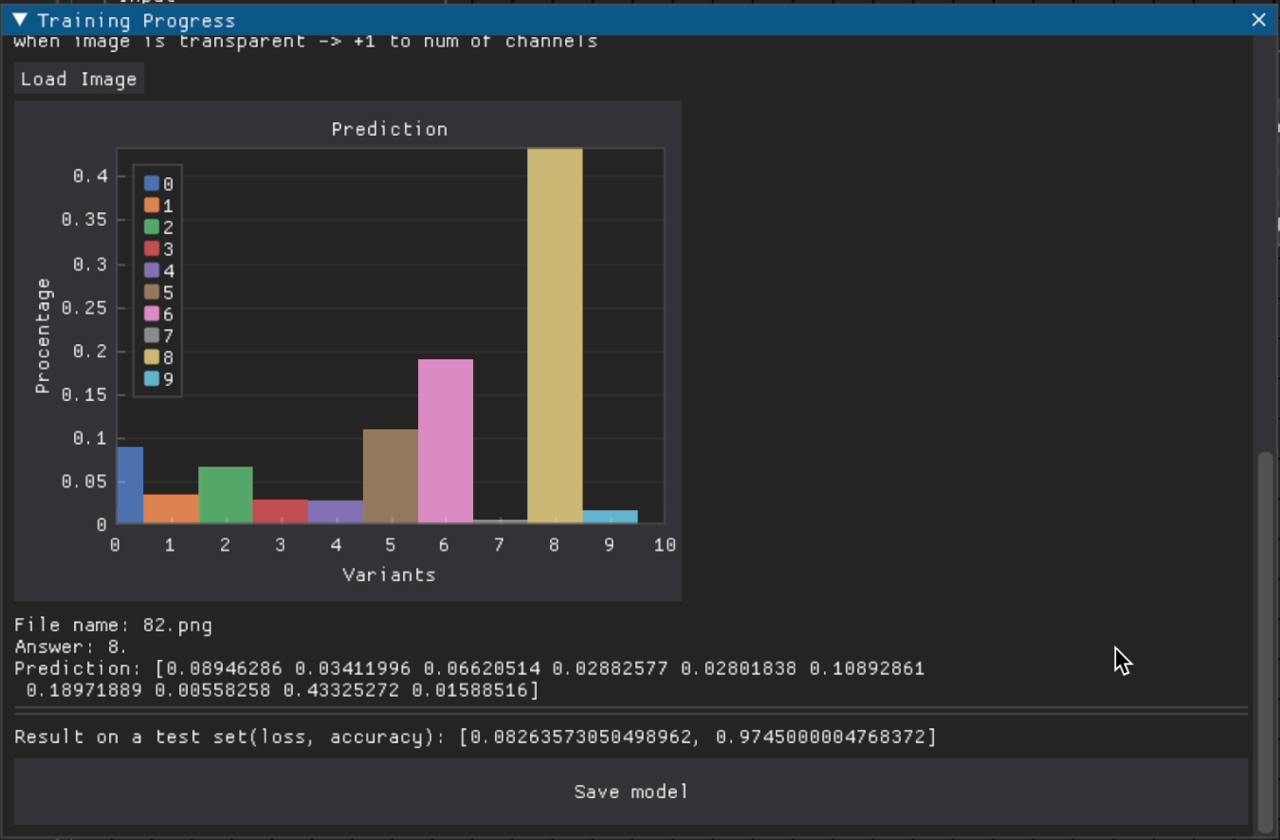 Training Progress
when image is transparent -> +1 to num of channels
Load Image
Prediction
0
1
2
3
4
5
6
7
8
9
Procentage
0.4
0.35
0.3
0.25
0.2
0.15
0.1
0.05
0
0 1 2 3 4 5 6 7 8 9 10
Variants
File name: 82.png
Answer: 8.
Prediction: [0.08946286 0.03411996 0.06620514 0.02882577 0.02801838 0.10892861
0.18971889 0.00558258 0.43325272 0.01588516]
Result on a test set(loss, accuracy): [0.08263573050498962, 0.9745000004768372]
Save model